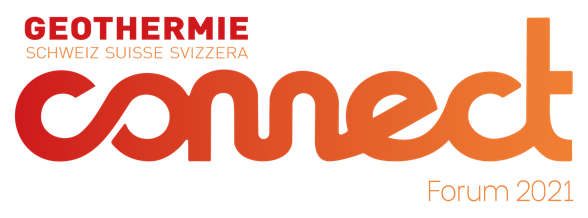 GEOTHERMIE
SCHWEIZ SUISSE SVIZZERA
connect
Forum 2021